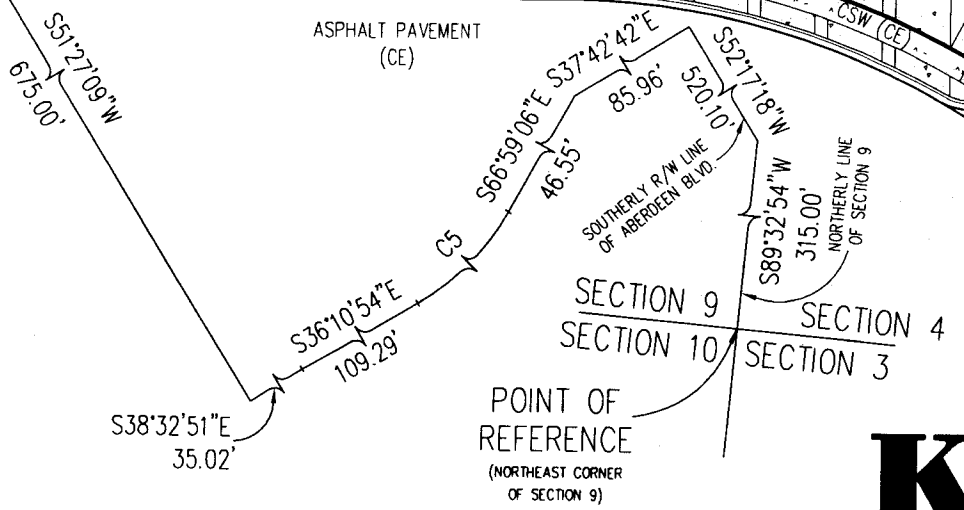 ASPHALT PAVEMENT
(CE)
CSW (CE)
S51°27'09"W
675.00'
S37°42'42"E
85.96'
S52°17'18"W
520.10'
S66°59'06"E
46.55'
SOUTHERLY R/W LINE
OF ABERDEEN BLVD.
S89°32'54"W
315.00'
NORTHERLY LINE
OF SECTION 9
C5
S36°10'54"E
109.29'
SECTION 9
SECTION 4
SECTION 10
SECTION 3
S38°32'51"E
35.02'
POINT OF
REFERENCE
(NORTHEAST CORNER
OF SECTION 9)
K